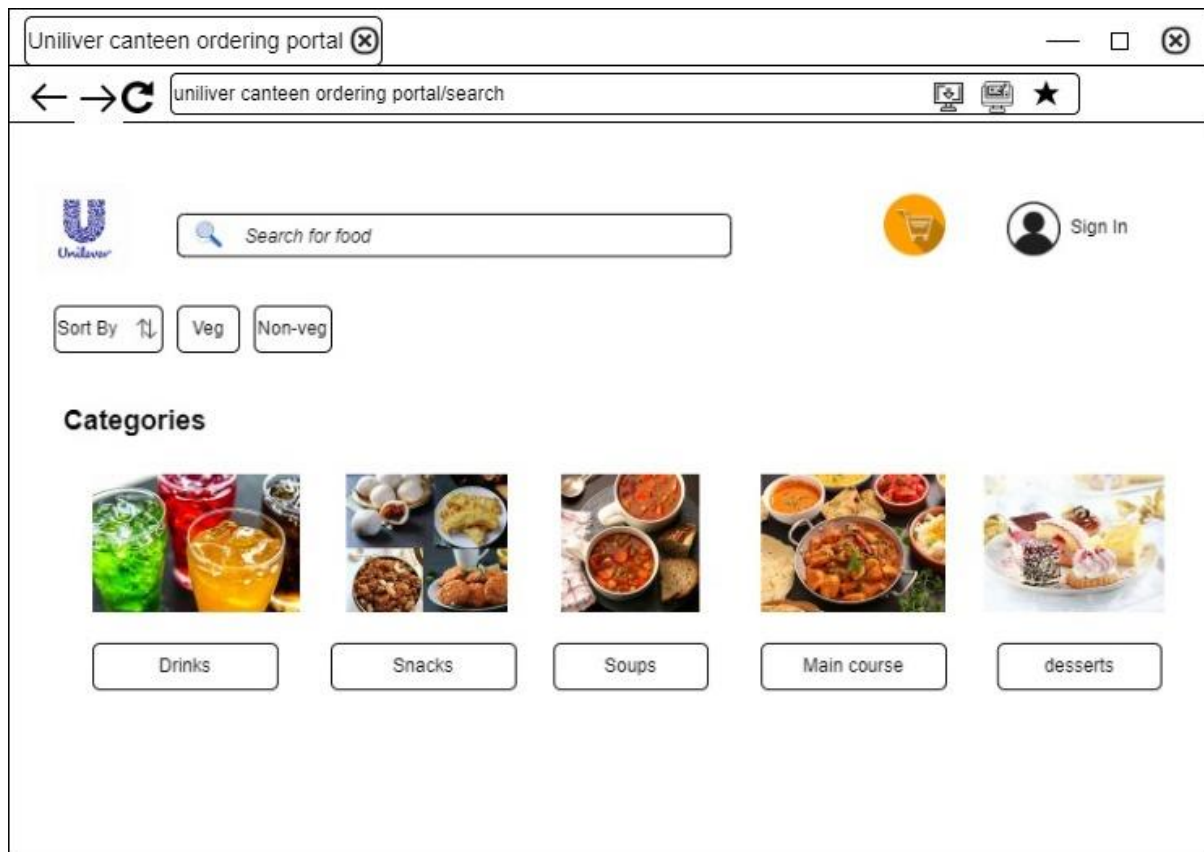 Uniliver canteen ordering portal
uniliver canteen ordering portal/search
Unilever
Search for food
Sign In
Sort By
Veg
Non-veg
Categories
Drinks
Snacks
Soups
Main course
desserts